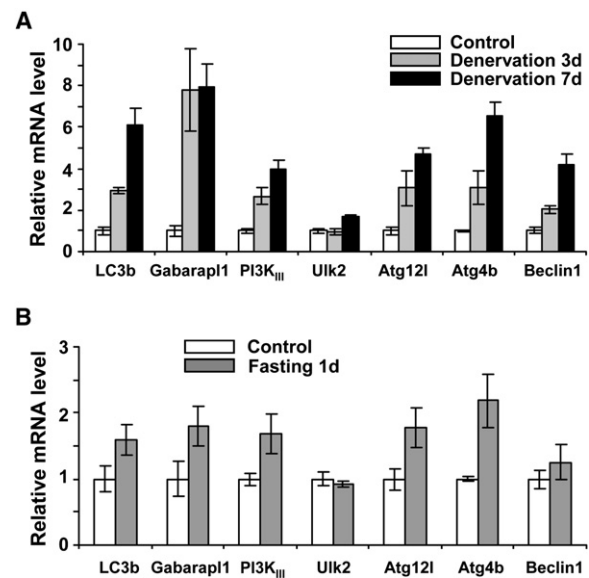 A
Relative mRNA level
10
8
6
4
2
0
Control
Denervation 3d
Denervation 7d
LC3b Gabarapl1 PI3KIII Ulk2 Atg12l Atg4b Beclin1
B
Relative mRNA level
3
2
1
0
Control
Fasting 1d
LC3b Gabarapl1 PI3KIII Ulk2 Atg12l Atg4b Beclin1